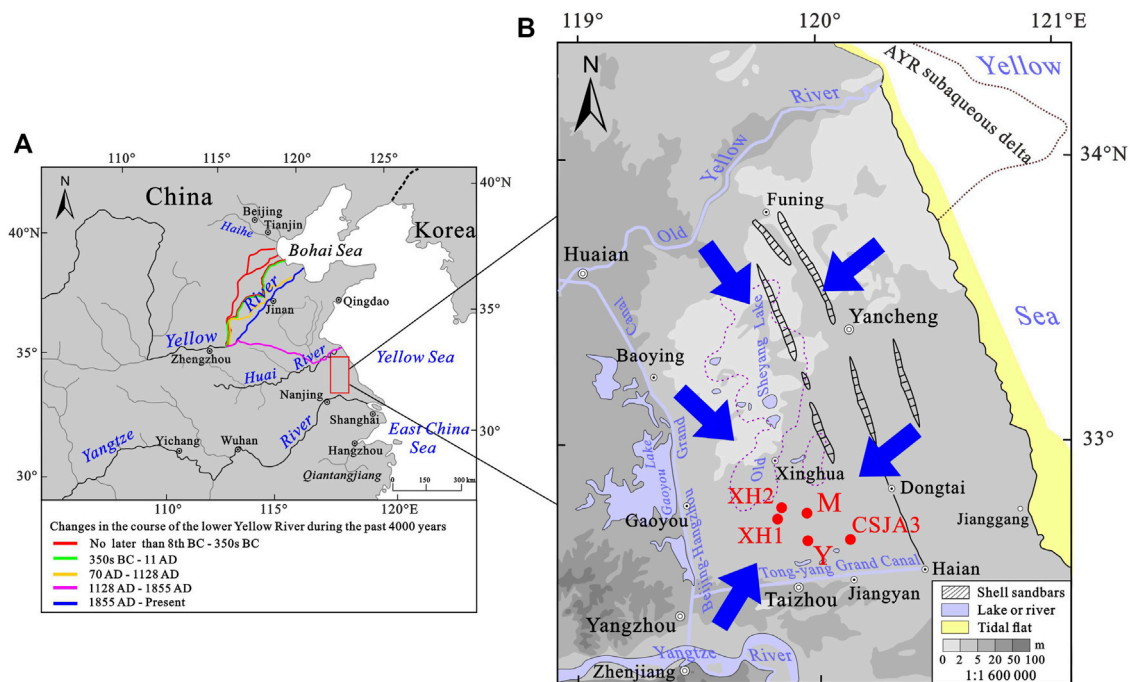 A
110°
115°
120°
125°
N
China
40°N
Beijing
Tianjin
Haihe
Korea
40°N
Bohai Sea
River
Jinan
Qingdao
35°
Yellow
Zhengzhou
River
Yellow Sea
35°
Huai
Nanjing
Shanghai
East China
Sea
30°
Yangtze
Yichang
Wuhan
River
Hangzhou
Qiantangjiang
30°
0 150 300 km
110°
115°
120°
Changes in the course of the lower Yellow River during the past 4000 years
No later than 8th BC - 350s BC
350s BC - 11 AD
70 AD - 1128 AD
1128 AD - 1855 AD
1855 AD - Present
B
119°
120°
121°E
N
AYR subaqueous delta
Yellow
Sea
River
Yellow
Old
34°N
Funing
Huaian
Canal
Sheyang Lake
Yancheng
Baoying
33°
Grand
Gaoyou Lake
Old
Xinghua
Dongtai
XH2
M
Jianggang
Gaoyou
XH1
CSJA3
Y
Beijing-Hangzhou
Tong-yang Grand Canal
Haian
Taizhou
Jiangyan
Yangzhou
Yangtze
River
Zhenjiang
Shell sandbars
Lake or river
Tidal flat
m
0 2 5 20 50 100
1:1 600 000